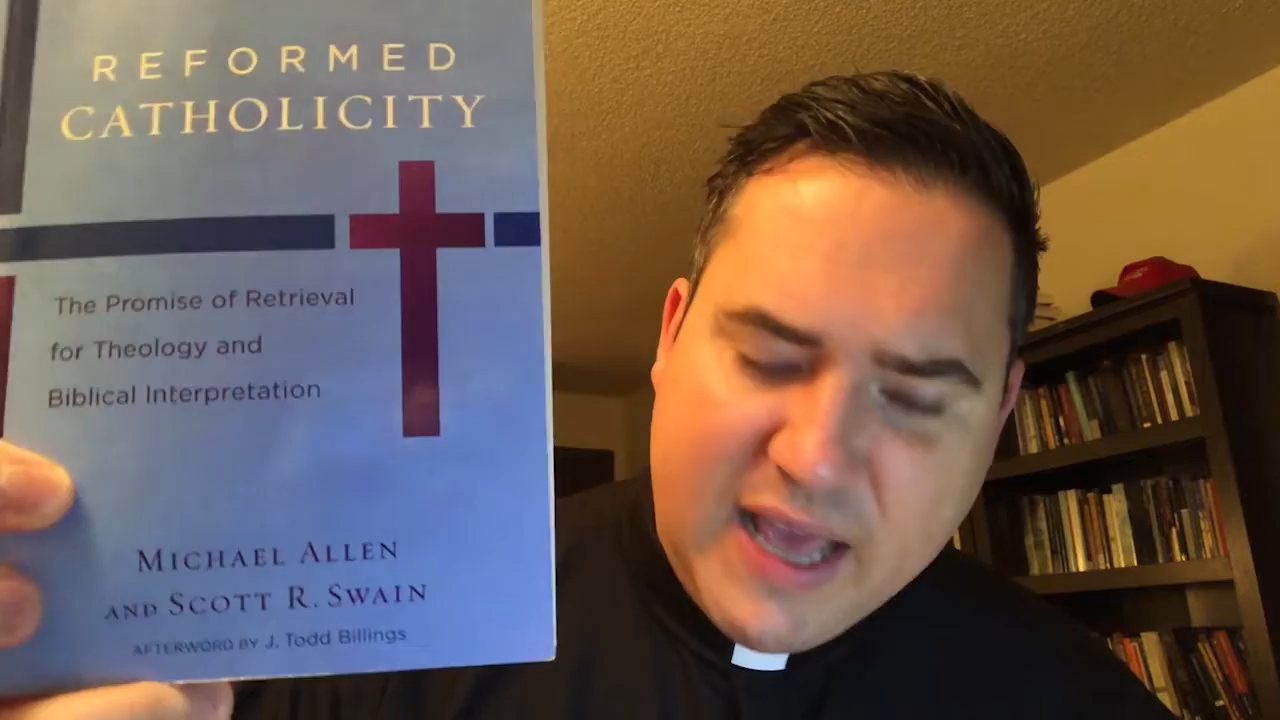 REFORMED
CATHOLICITY
The Promise of Retrieval
for Theology and
Biblical Interpretation
MICHAEL ALLEN
AND SCOTT R. SWAIN
AFTERWORD BY J. TODD BILLINGS